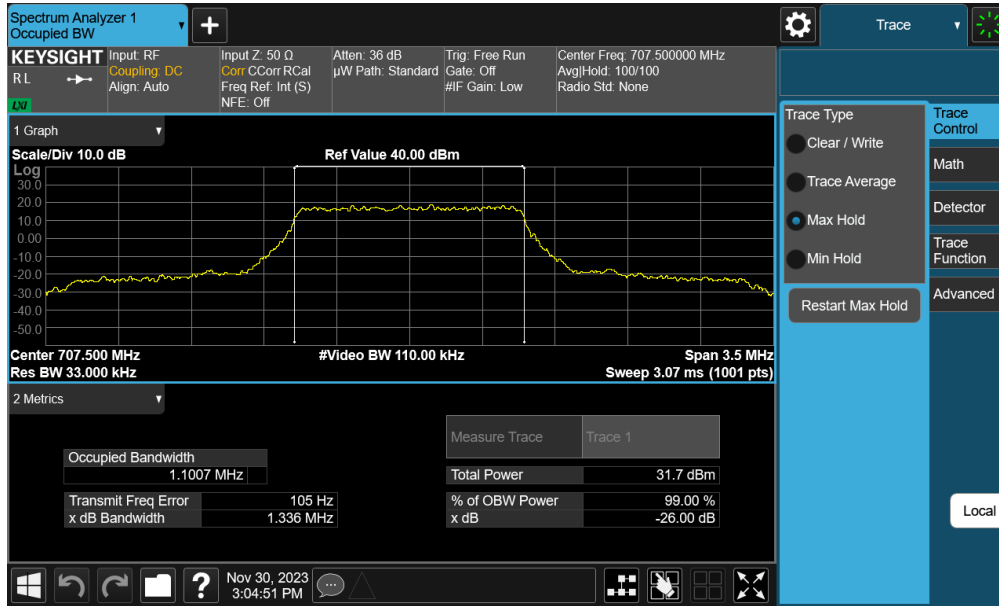 Spectrum Analyzer 1
Occupied BW
Trace
KEYSIGHT
R L
LXI
Input: RF
Coupling: DC
Align: Auto
Input Z: 50 Ω
Corr CCorr RCal
Freq Ref: Int (S)
NFE: Off
Atten: 36 dB
µW Path: Standard
Trig: Free Run
Gate: Off
#IF Gain: Low
Center Freq: 707.500000 MHz
Avg|Hold: 100/100
Radio Std: None
1 Graph
Scale/Div 10.0 dB
Ref Value 40.00 dBm
Log
30.0
20.0
10.0
0.00
-10.0
-20.0
-30.0
-40.0
-50.0
Center 707.500 MHz
#Video BW 110.00 kHz
Span 3.5 MHz
Res BW 33.000 kHz
Sweep 3.07 ms (1001 pts)
2 Metrics
Measure Trace
Trace 1
Occupied Bandwidth
1.1007 MHz
Total Power
31.7 dBm
Transmit Freq Error
105 Hz
% of OBW Power
99.00 %
x dB Bandwidth
1.336 MHz
x dB
-26.00 dB
Trace Type
Clear / Write
Trace Average
Max Hold
Min Hold
Restart Max Hold
Trace
Control
Math
Detector
Trace
Function
Advanced
Local
?
Nov 30, 2023
3:04:51 PM